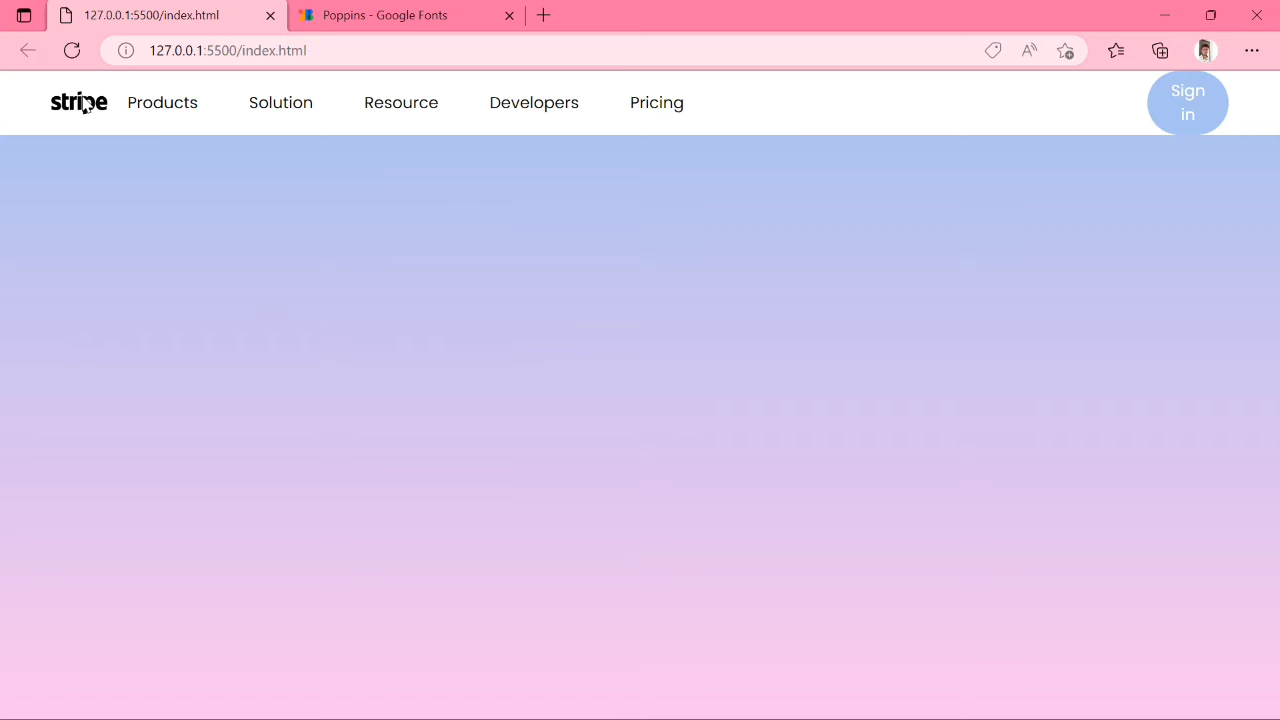 127.0.0.1:5500/index.html
Poppins - Google Fonts
127.0.0.1:5500/index.html
stripe Products Solution Resource Developers Pricing
Sign
in